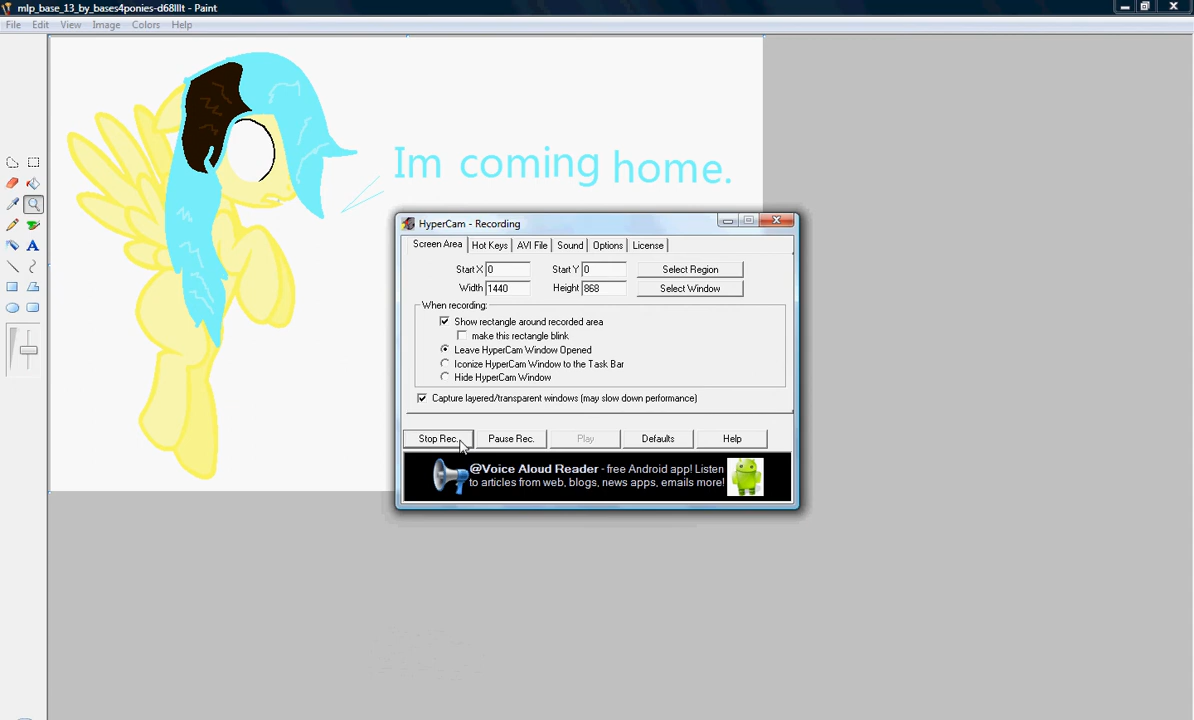 mlp_base_13_by_bases4ponies-d68lllt - Paint
File Edit View Image Colors Help
Im coming home.
HyperCam - Recording
Screen Area Hot Keys AVI File Sound Options License
Start X 0 Start Y 0 Select Region
Width 1440 Height 868 Select Window
When recording:
Show rectangle around recorded area
make this rectangle blink
Leave HyperCam Window Opened
Iconize HyperCam Window to the Task Bar
Hide HyperCam Window
Capture layered/transparent windows (may slow down performance)
Stop Rec. Pause Rec. Play Defaults Help
@Voice Aloud Reader - free Android app! Listen
to articles from web, blogs, news apps, emails more!